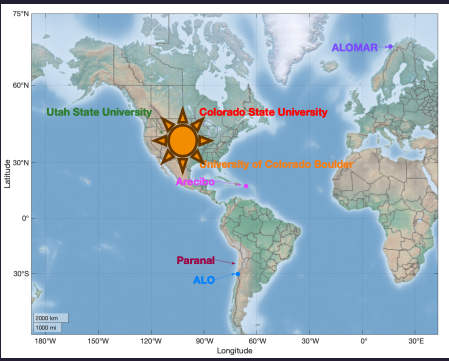 75°N
ALOMAR
60°N
Utah State University
Colorado State University
Latitude
30°N
University of Colorado Boulder
Arecibo
0°
Paranal
30°S
ALO
2000 km
1000 mi
180°W
150°W
120°W
90°W
60°W
30°W
0°
30°E
Longitude